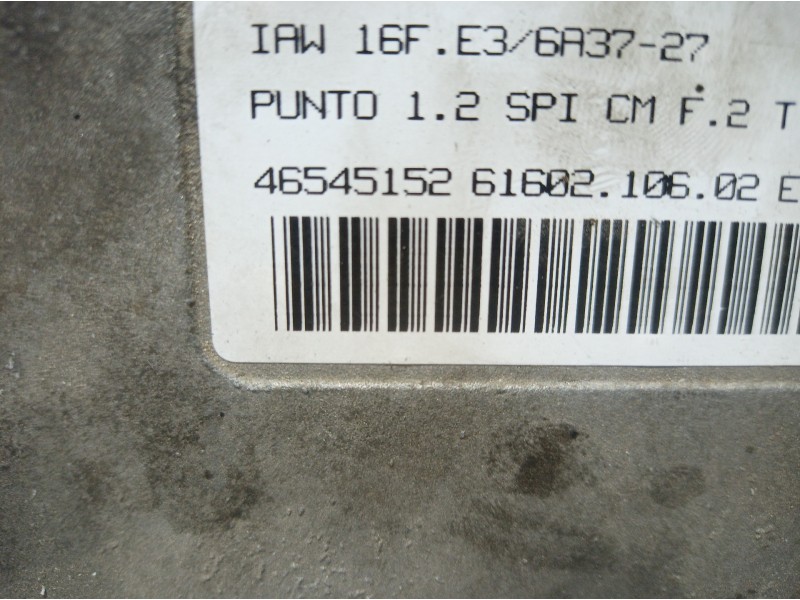 IAW 16F.E3/6A37-27
PUNTO 1.2 SPI CM F.2 T
46545152 61602.106.02 E